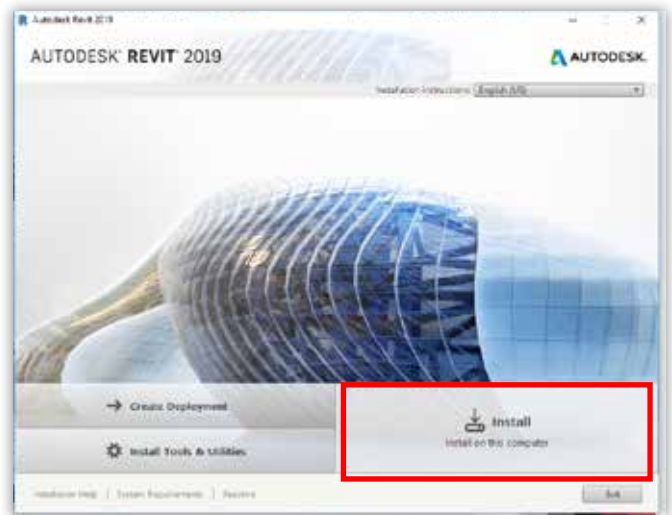 Autodesk Revit 2019
AUTODESK® REVIT® 2019
AUTODESK.
Installation instructions: English (US)
→ Create Deployment
Install Tools & Utilities
Install
Install on this computer
Installation Help | System Requirements | Readme
Exit